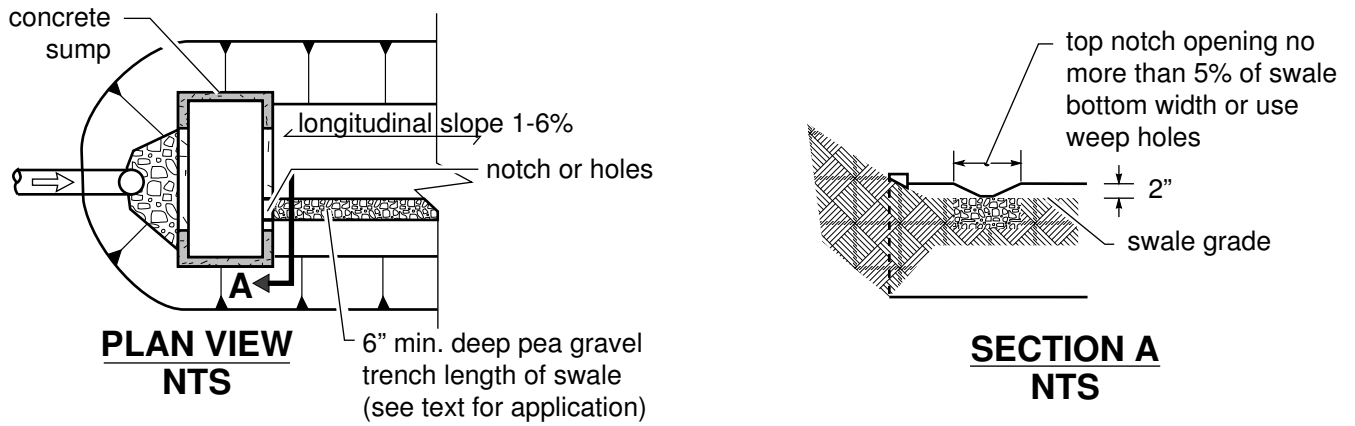 concrete
sump
longitudinal slope 1-6%
notch or holes
A
PLAN VIEW
NTS
6” min. deep pea gravel
trench length of swale
(see text for application)
top notch opening no
more than 5% of swale
bottom width or use
weep holes
2”
swale grade
SECTION A
NTS